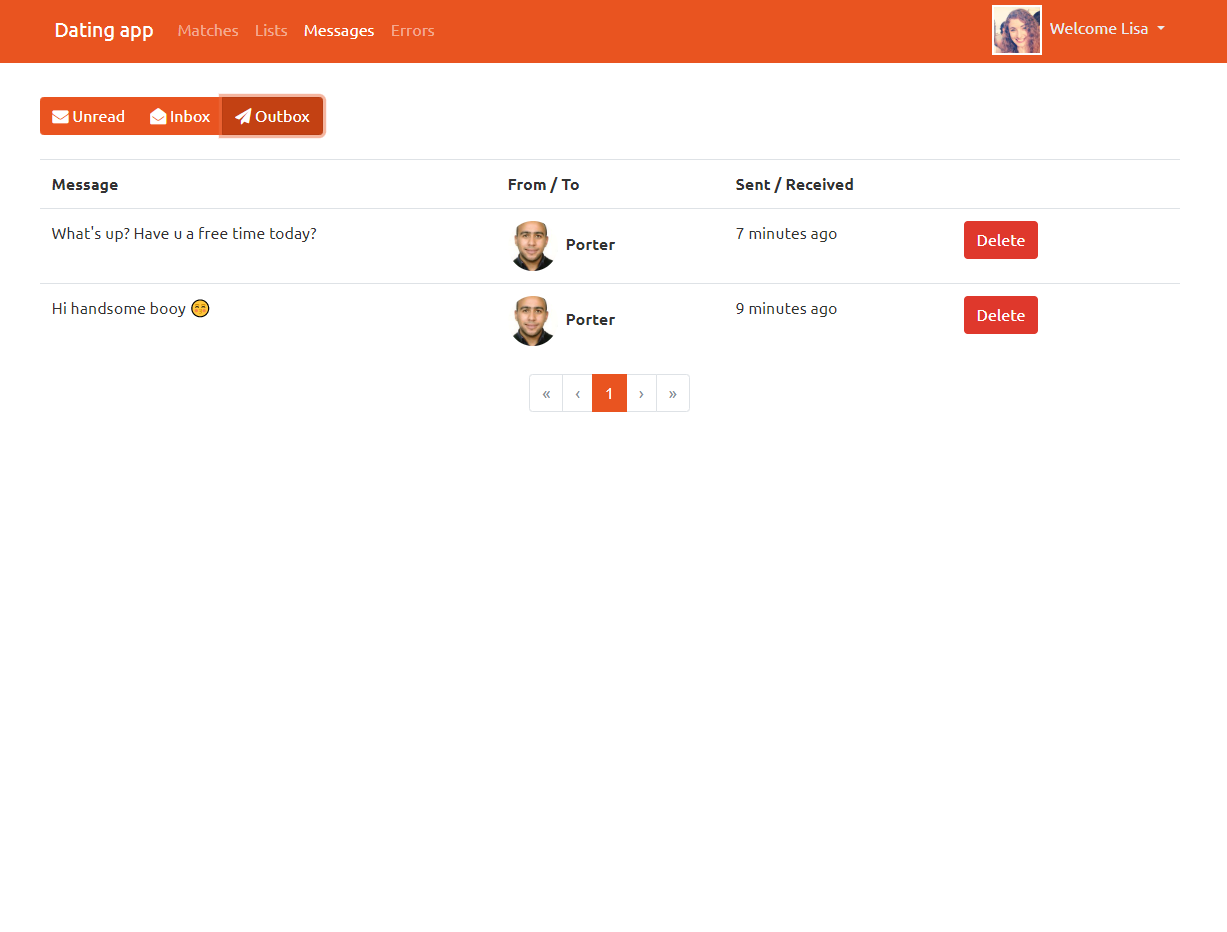 Dating app Matches Lists Messages Errors Welcome Lisa
Unread Inbox Outbox
Message From / To Sent / Received
What's up? Have u a free time today? Porter 7 minutes ago Delete
Hi handsome booy 😚 Porter 9 minutes ago Delete
« ‹ 1 › »